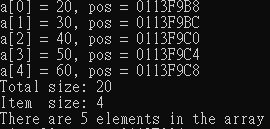 a[0] = 20, pos = 0113F9B8
a[1] = 30, pos = 0113F9BC
a[2] = 40, pos = 0113F9C0
a[3] = 50, pos = 0113F9C4
a[4] = 60, pos = 0113F9C8
Total size: 20
Item  size: 4
There are 5 elements in the array